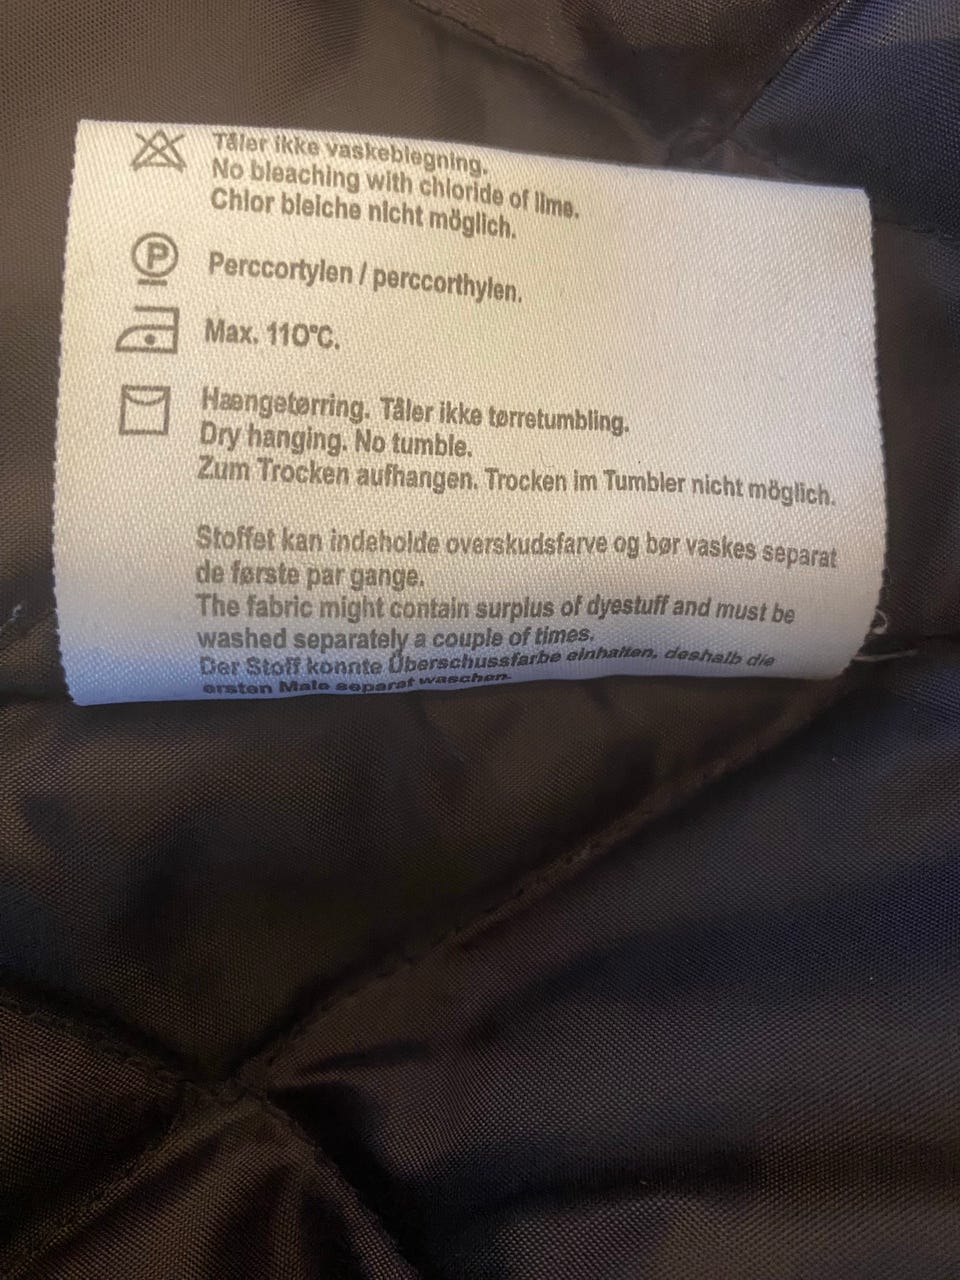 Tåler ikke vaskeblegning.
No bleaching with chloride of lime.
Chlor bleiche nicht möglich.
P
Perccortylen / perccorthylen.
Max. 110°C.
Haengetørring. Tåler ikke tørretumbling.
Dry hanging. No tumble.
Zum Trocken aufhangen. Trocken im Tumbler nicht möglich.
Stoffet kan indeholde overskudsfarve og bør vaskes separat
de første par gange.
The fabric might contain surplus of dyestuff and must be
washed separately a couple of times.
Der Stoff konnte Überschussfarbe einhalten, deshalb die
ersten Male separat waschen.